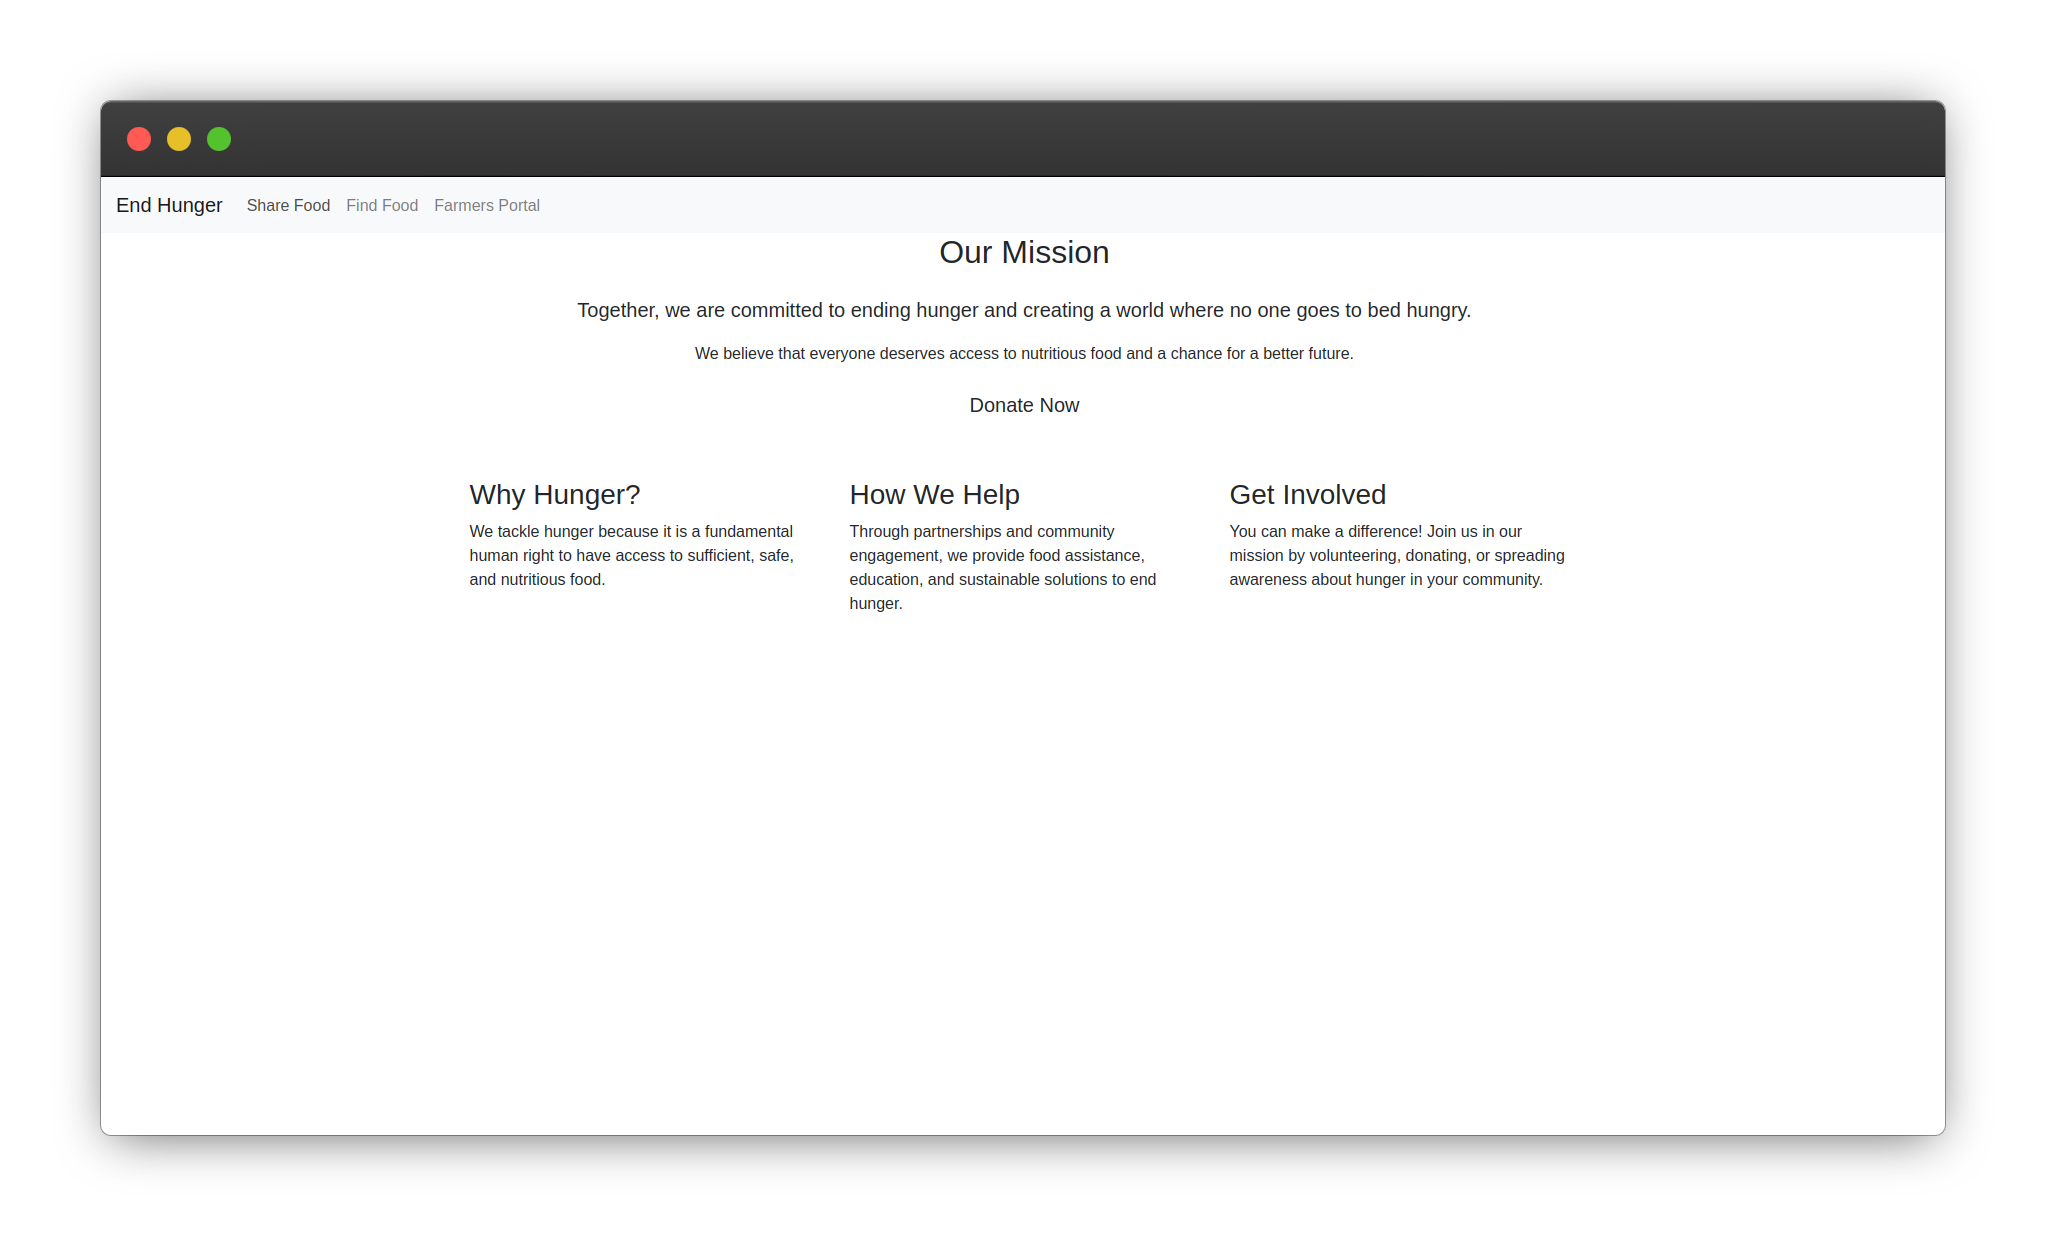 End Hunger Share Food Find Food Farmers Portal
Our Mission
Together, we are committed to ending hunger and creating a world where no one goes to bed hungry.
We believe that everyone deserves access to nutritious food and a chance for a better future.
Donate Now
Why Hunger?
We tackle hunger because it is a fundamental
human right to have access to sufficient, safe,
and nutritious food.
How We Help
Through partnerships and community
engagement, we provide food assistance,
education, and sustainable solutions to end
hunger.
Get Involved
You can make a difference! Join us in our
mission by volunteering, donating, or spreading
awareness about hunger in your community.